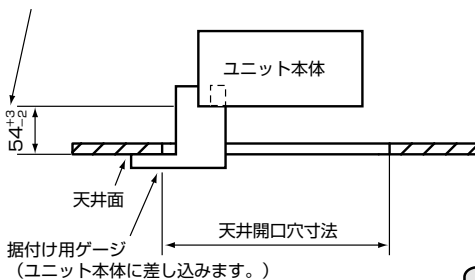 ユニット本体
54+3−2
天井面
天井開口穴寸法
据付け用ゲージ
（ユニット本体に差し込みます。）